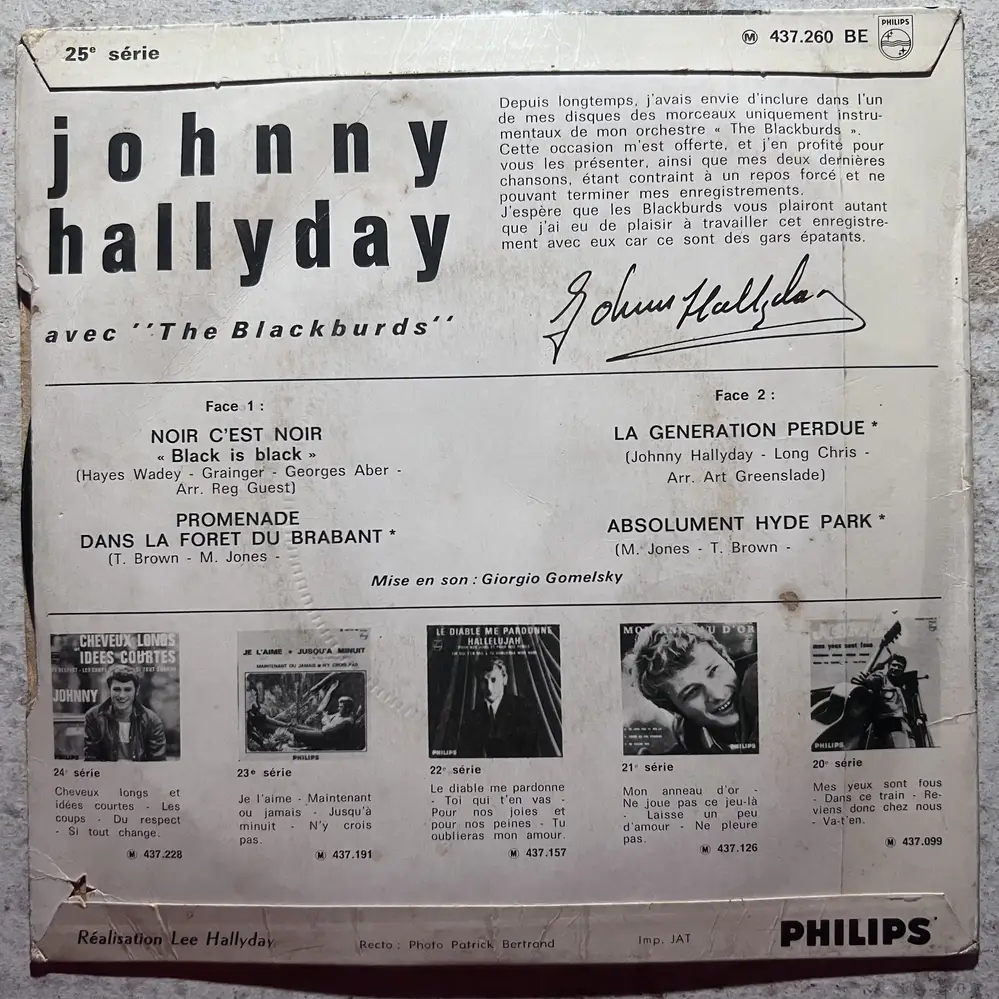 25e série
Ⓜ 437.260 BE
PHILIPS
johnny
hallyday
avec ''The Blackburds''
Depuis longtemps, j'avais envie d'inclure dans l'un
de mes disques des morceaux uniquement instru-
mentaux de mon orchestre « The Blackburds ».
Cette occasion m'est offerte, et j'en profite pour
vous les présenter, ainsi que mes deux dernières
chansons, étant contraint à un repos forcé et ne
pouvant terminer mes enregistrements.
J'espère que les Blackburds vous plairont autant
que j'ai eu de plaisir à travailler cet enregistre-
ment avec eux car ce sont des gars épatants.
Johnny Hallyday
Face 1 :
NOIR C'EST NOIR
« Black is black »
(Hayes Wadey - Grainger - Georges Aber -
Arr. Reg Guest)
PROMENADE
DANS LA FORET DU BRABANT *
(T. Brown - M. Jones -
Face 2 :
LA GENERATION PERDUE *
(Johnny Hallyday - Long Chris -
Arr. Art Greenslade)
ABSOLUMENT HYDE PARK *
(M. Jones - T. Brown -
Mise en son : Giorgio Gomelsky
CHEVEUX LONGS
IDEES COURTES
JOHNNY
PHILIPS
24e série
Cheveux longs et
idées courtes - Les
coups - Du respect
- Si tout change.
Ⓜ 437.228
JE L'AIME • JUSQU'A MINUIT
MAINTENANT OU JAMAIS • N'Y CROIS PAS
PHILIPS
23e série
Je l'aime - Maintenant
ou jamais - Jusqu'à
minuit - N'y crois
pas.
Ⓜ 437.191
LE DIABLE ME PARDONNE
HALLELUJAH
PHILIPS
22e série
Le diable me pardonne
- Toi qui t'en vas -
Pour nos joies et
pour nos peines - Tu
oublieras mon amour.
Ⓜ 437.157
MON ANNEAU D'OR
PHILIPS
21e série
Mon anneau d'or -
Ne joue pas ce jeu-là
- Laisse un peu
d'amour - Ne pleure
pas.
Ⓜ 437.126
mes yeux sont fous
PHILIPS
20e série
Mes yeux sont fous
- Dans ce train - Re-
viens donc chez nous
- Va-t'en.
Ⓜ 437.099
Réalisation Lee Hallyday
Recto : Photo Patrick Bertrand
Imp. JAT
PHILIPS